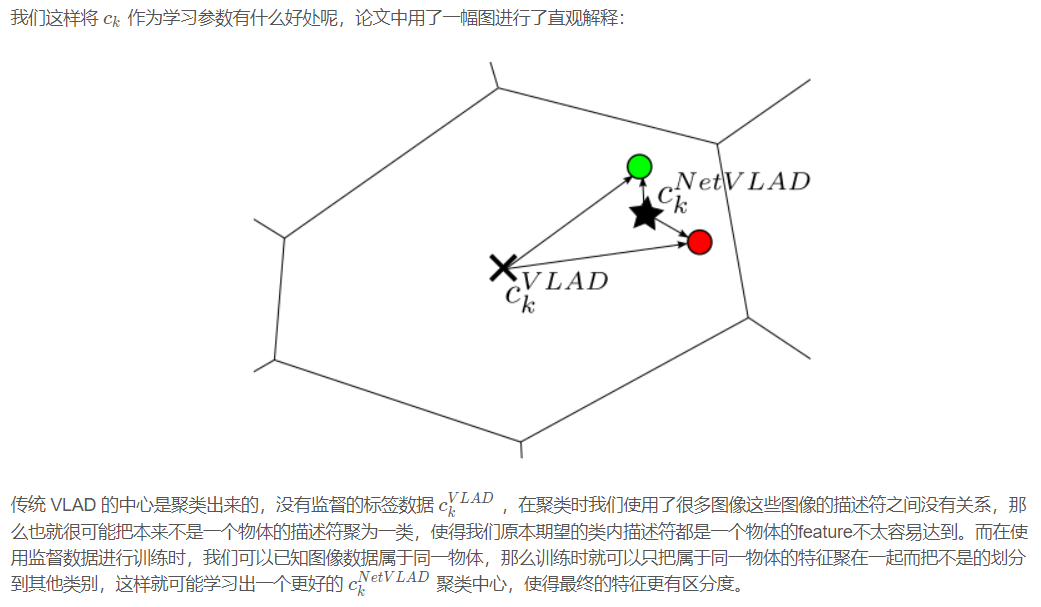 我们这样将 c_k 作为学习参数有什么好处呢，论文中用了一幅图进行了直观解释：
c_k^{NetVLAD}
c_k^{VLAD}
传统 VLAD 的中心是聚类出来的，没有监督的标签数据 c_k^{VLAD} ，在聚类时我们使用了很多图像这些图像的描述符之间没有关系，那
么也就很可能把本来不是一个物体的描述符聚为一类，使得我们原本期望的类内描述符都是一个物体的feature不太容易达到。而在使
用监督数据进行训练时，我们可以已知图像数据属于同一物体，那么训练时就可以只把属于同一物体的特征聚在一起而把不是的划分
到其他类别，这样就可能学习出一个更好的 c_k^{NetVLAD} 聚类中心，使得最终的特征更有区分度。